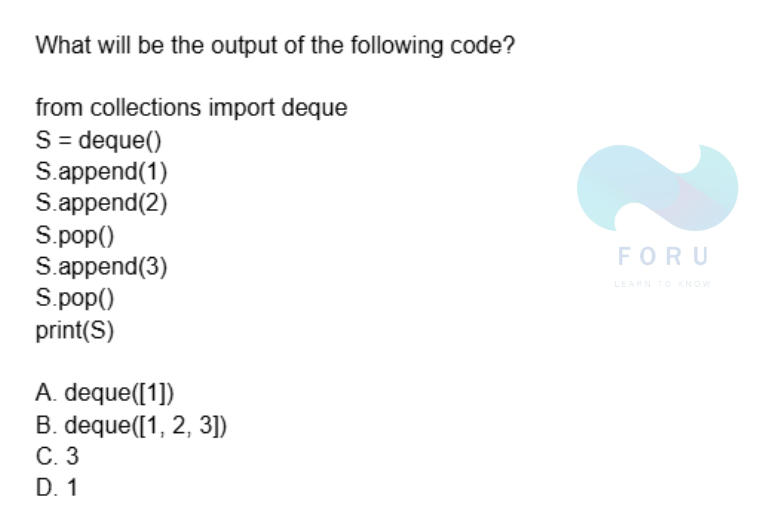 What will be the output of the following code?
from collections import deque
S = deque()
S.append(1)
S.append(2)
S.pop()
S.append(3)
S.pop()
print(S)
A. deque([1])
B. deque([1, 2, 3])
C. 3
D. 1
FORU
LEARN TO KNOW